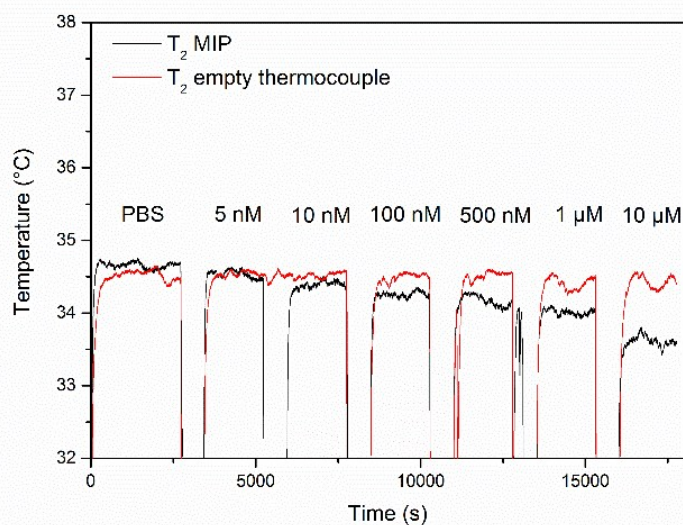 T₂ MIP
T₂ empty thermocouple
PBS 5 nM 10 nM 100 nM 500 nM 1 µM 10 µM
Temperature (°C)
38
37
36
35
34
33
32
0 5000 10000 15000
Time (s)